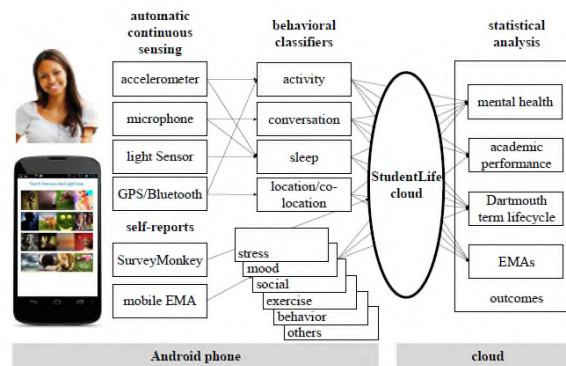 automatic
continuous
sensing
behavioral
classifiers
statistical
analysis
accelerometer
microphone
light Sensor
GPS/Bluetooth
self-reports
SurveyMonkey
mobile EMA
activity
conversation
sleep
location/co-
location
stress
mood
social
exercise
behavior
others
StudentLife
cloud
mental health
academic
performance
Dartmouth
term lifecycle
EMAs
outcomes
Android phone
cloud